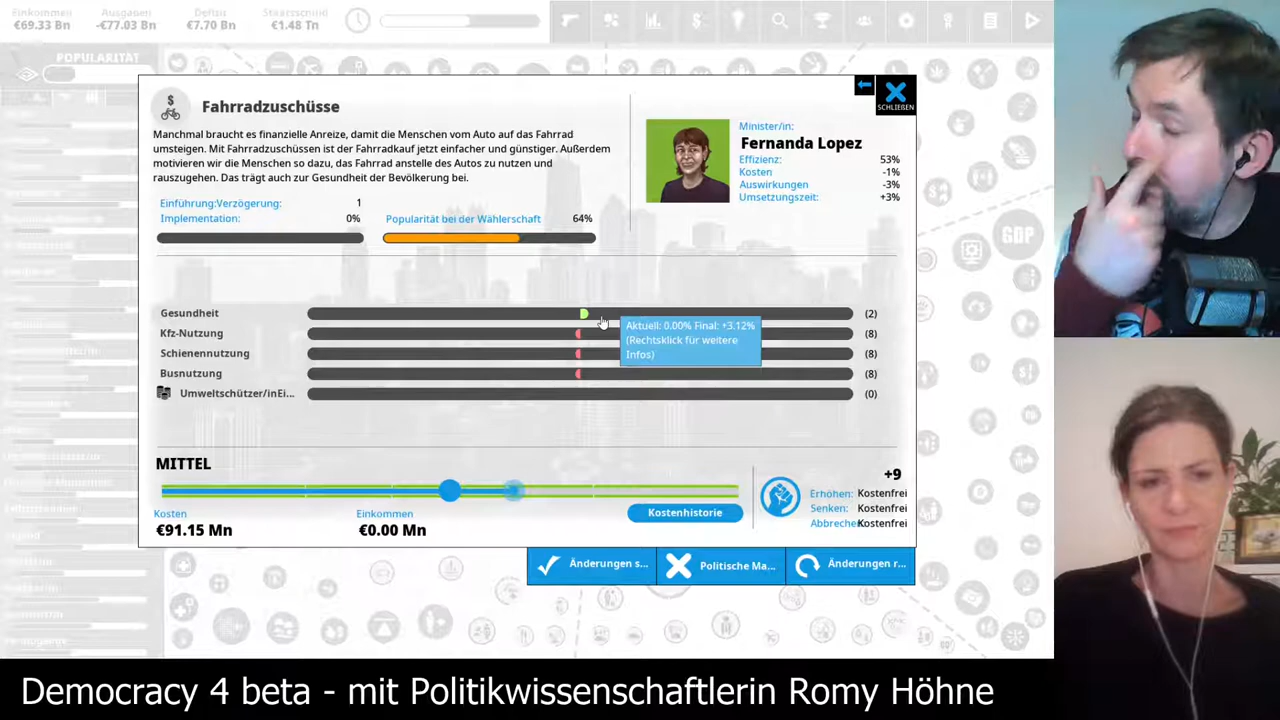 Einkommen
€69.33 Bn
Ausgaben
-€77.03 Bn
Defizit
€7.70 Bn
Staatsschuld
€1.48 Tn
POPULARITÄT
GDP
SCHLIEßEN
Fahrradzuschüsse
Manchmal braucht es finanzielle Anreize, damit die Menschen vom Auto auf das Fahrrad
umsteigen. Mit Fahrradzuschüssen ist der Fahrradkauf jetzt einfacher und günstiger. Außerdem
motivieren wir die Menschen so dazu, das Fahrrad anstelle des Autos zu nutzen und
rauszugehen. Das trägt auch zur Gesundheit der Bevölkerung bei.
Minister/in:
Fernanda Lopez
Effizienz: 53%
Kosten -1%
Auswirkungen -3%
Umsetzungszeit: +3%
Einführung:Verzögerung: 1
Implementation: 0%
Popularität bei der Wählerschaft 64%
Gesundheit (2)
Kfz-Nutzung (8)
Schienennutzung (8)
Busnutzung (8)
Umweltschützer/inEi... (0)
Aktuell: 0.00% Final: +3.12%
(Rechtsklick für weitere
Infos)
MITTEL
Kosten
€91.15 Mn
Einkommen
€0.00 Mn
Kostenhistorie
+9
Erhöhen: Kostenfrei
Senken: Kostenfrei
Abbrechen Kostenfrei
Änderungen s...
Politische Ma...
Änderungen r...
Democracy 4 beta - mit Politikwissenschaftlerin Romy Höhne